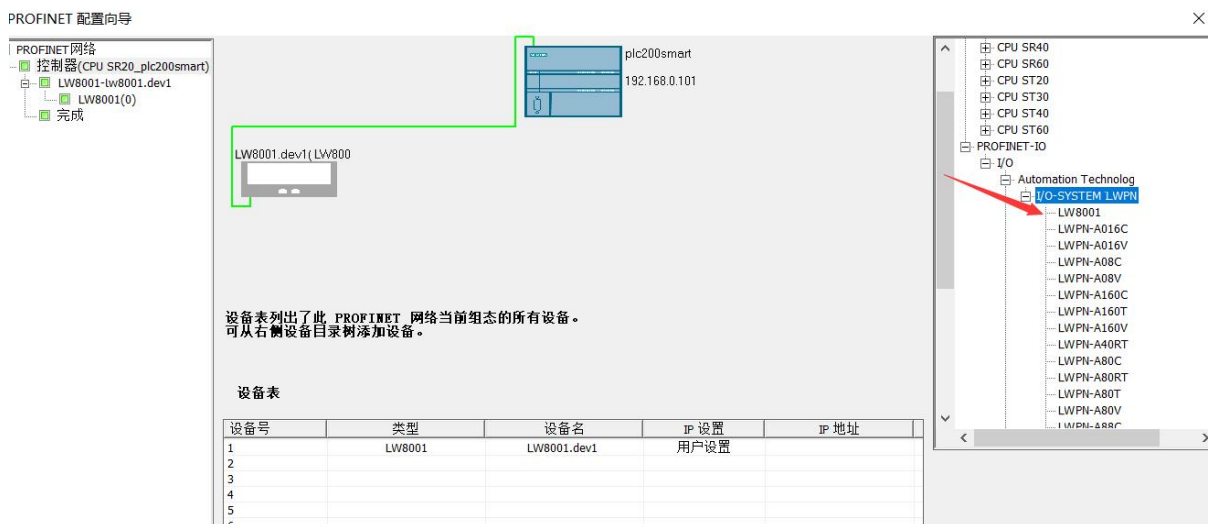 PROFINET 配置向导
PROFINET网络
控制器(CPU SR20_plc200smart)
LW8001-lw8001.dev1
LW8001(0)
完成
plc200smart
192.168.0.101
LW8001.dev1(LW800
设备表列出了此 PROFINET 网络当前组态的所有设备。
可从右侧设备目录树添加设备。
设备表
设备号 类型 设备名 IP 设置 IP 地址
1 LW8001 LW8001.dev1 用户设置
2
3
4
5
CPU SR40
CPU SR60
CPU ST20
CPU ST30
CPU ST40
CPU ST60
PROFINET-IO
I/O
Automation Technolog
I/O-SYSTEM LWPN
LW8001
LWPN-A016C
LWPN-A016V
LWPN-A08C
LWPN-A08V
LWPN-A160C
LWPN-A160T
LWPN-A160V
LWPN-A40RT
LWPN-A80C
LWPN-A80RT
LWPN-A80T
LWPN-A80V
LWPN-A88C